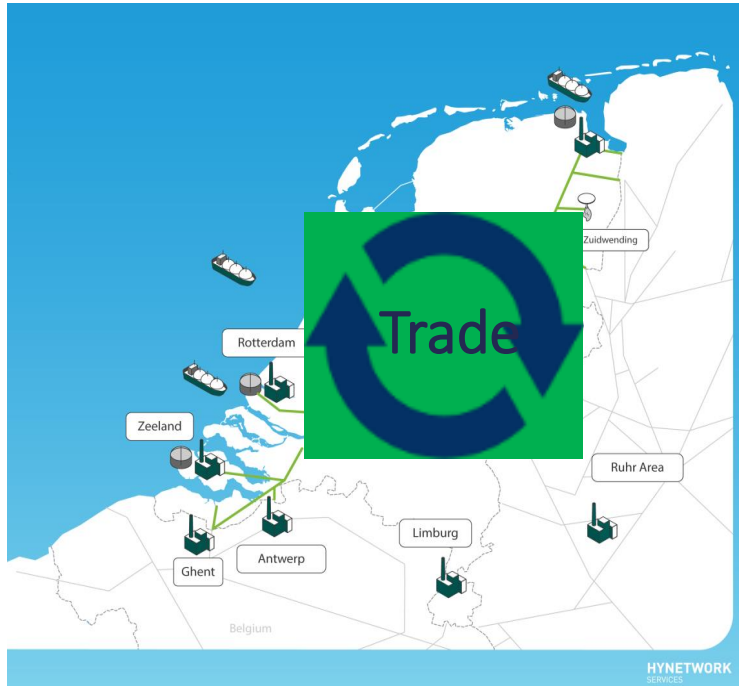 Zuidwending
Trade
Rotterdam
Zeeland
Ruhr Area
Limburg
Antwerp
Ghent
Belgium
HYNETWORK
SERVICES